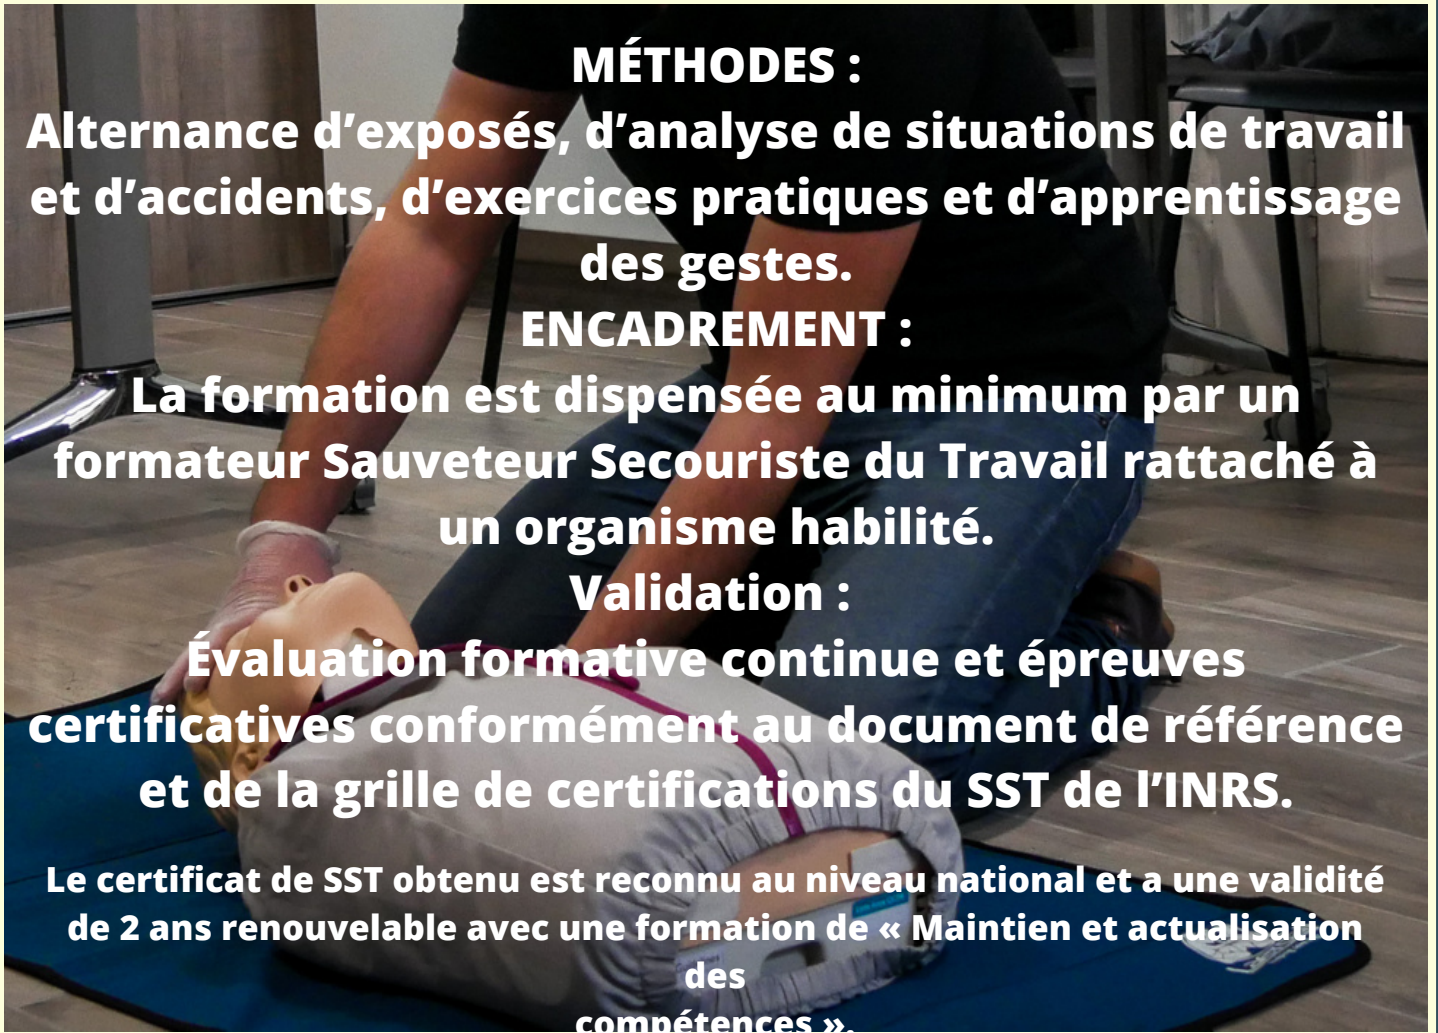 MÉTHODES :
Alternance d’exposés, d’analyse de situations de travail
et d’accidents, d’exercices pratiques et d’apprentissage
des gestes.
ENCADREMENT :
La formation est dispensée au minimum par un
formateur Sauveteur Secouriste du Travail rattaché à
un organisme habilité.
Validation :
Évaluation formative continue et épreuves
certificatives conformément au document de référence
et de la grille de certifications du SST de l’INRS.
Le certificat de SST obtenu est reconnu au niveau national et a une validité
de 2 ans renouvelable avec une formation de « Maintien et actualisation
des
compétences ».